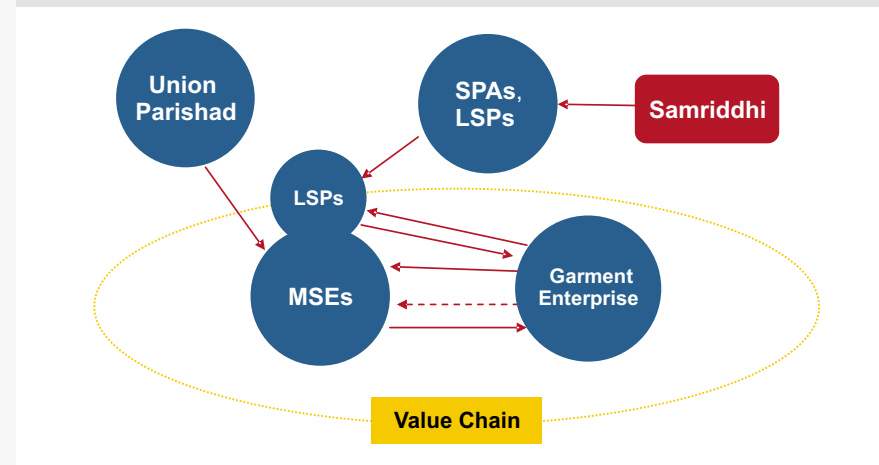 Union
Parishad
SPAs,
LSPs
Samriddhi
LSPs
MSEs
Garment
Enterprise
Value Chain